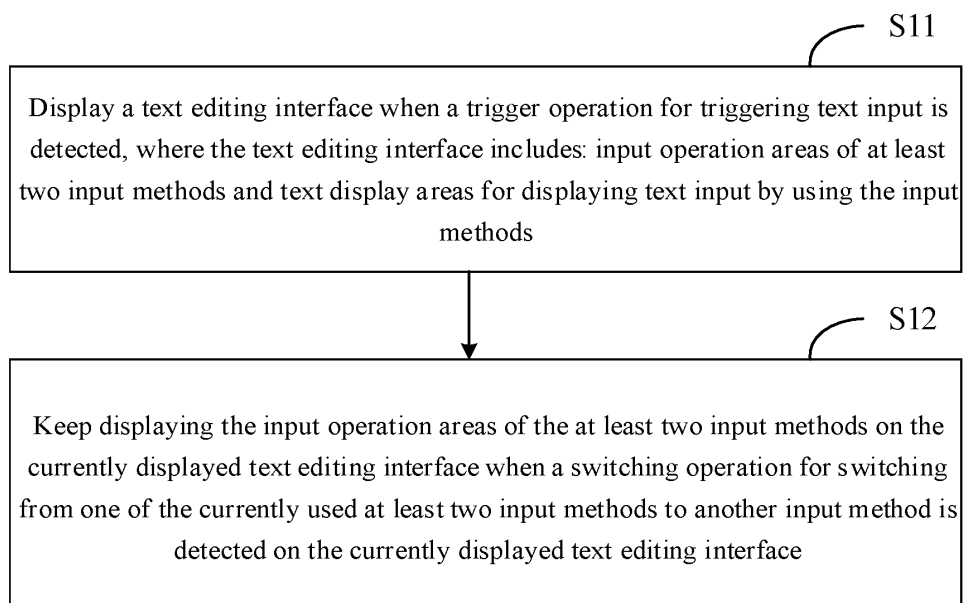 S11
Display a text editing interface when a trigger operation for triggering text input is
detected, where the text editing interface includes: input operation areas of at least
two input methods and text display areas for displaying text input by using the input
methods
S12
Keep displaying the input operation areas of the at least two input methods on the
currently displayed text editing interface when a switching operation for switching
from one of the currently used at least two input methods to another input method is
detected on the currently displayed text editing interface